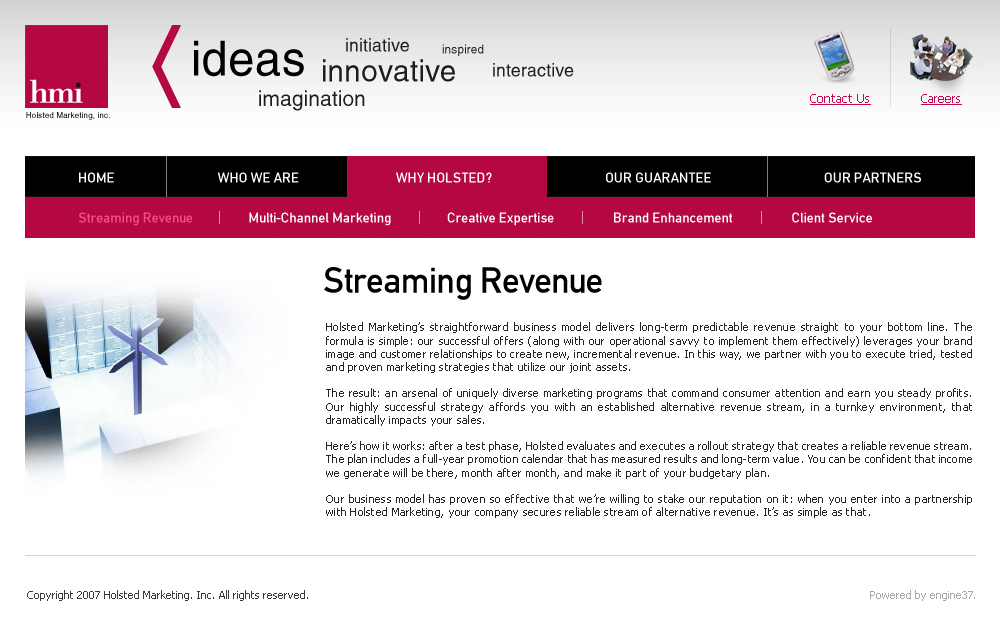 hmi
Holsted Marketing, inc.
ideas
initiative
inspired
innovative
interactive
imagination
Contact Us
Careers
HOME
WHO WE ARE
WHY HOLSTED?
OUR GUARANTEE
OUR PARTNERS
Streaming Revenue
Multi-Channel Marketing
Creative Expertise
Brand Enhancement
Client Service
Streaming Revenue
Holsted Marketing's straightforward business model delivers long-term predictable revenue straight to your bottom line. The
formula is simple: our successful offers (along with our operational savvy to implement them effectively) leverages your brand
image and customer relationships to create new, incremental revenue. In this way, we partner with you to execute tried, tested
and proven marketing strategies that utilize our joint assets.
The result: an arsenal of uniquely diverse marketing programs that command consumer attention and earn you steady profits.
Our highly successful strategy affords you with an established alternative revenue stream, in a turnkey environment, that
dramatically impacts your sales.
Here's how it works: after a test phase, Holsted evaluates and executes a rollout strategy that creates a reliable revenue stream.
The plan includes a full-year promotion calendar that has measured results and long-term value. You can be confident that income
we generate will be there, month after month, and make it part of your budgetary plan.
Our business model has proven so effective that we're willing to stake our reputation on it: when you enter into a partnership
with Holsted Marketing, your company secures reliable stream of alternative revenue. It's as simple as that.
Copyright 2007 Holsted Marketing. Inc. All rights reserved.
Powered by engine37.